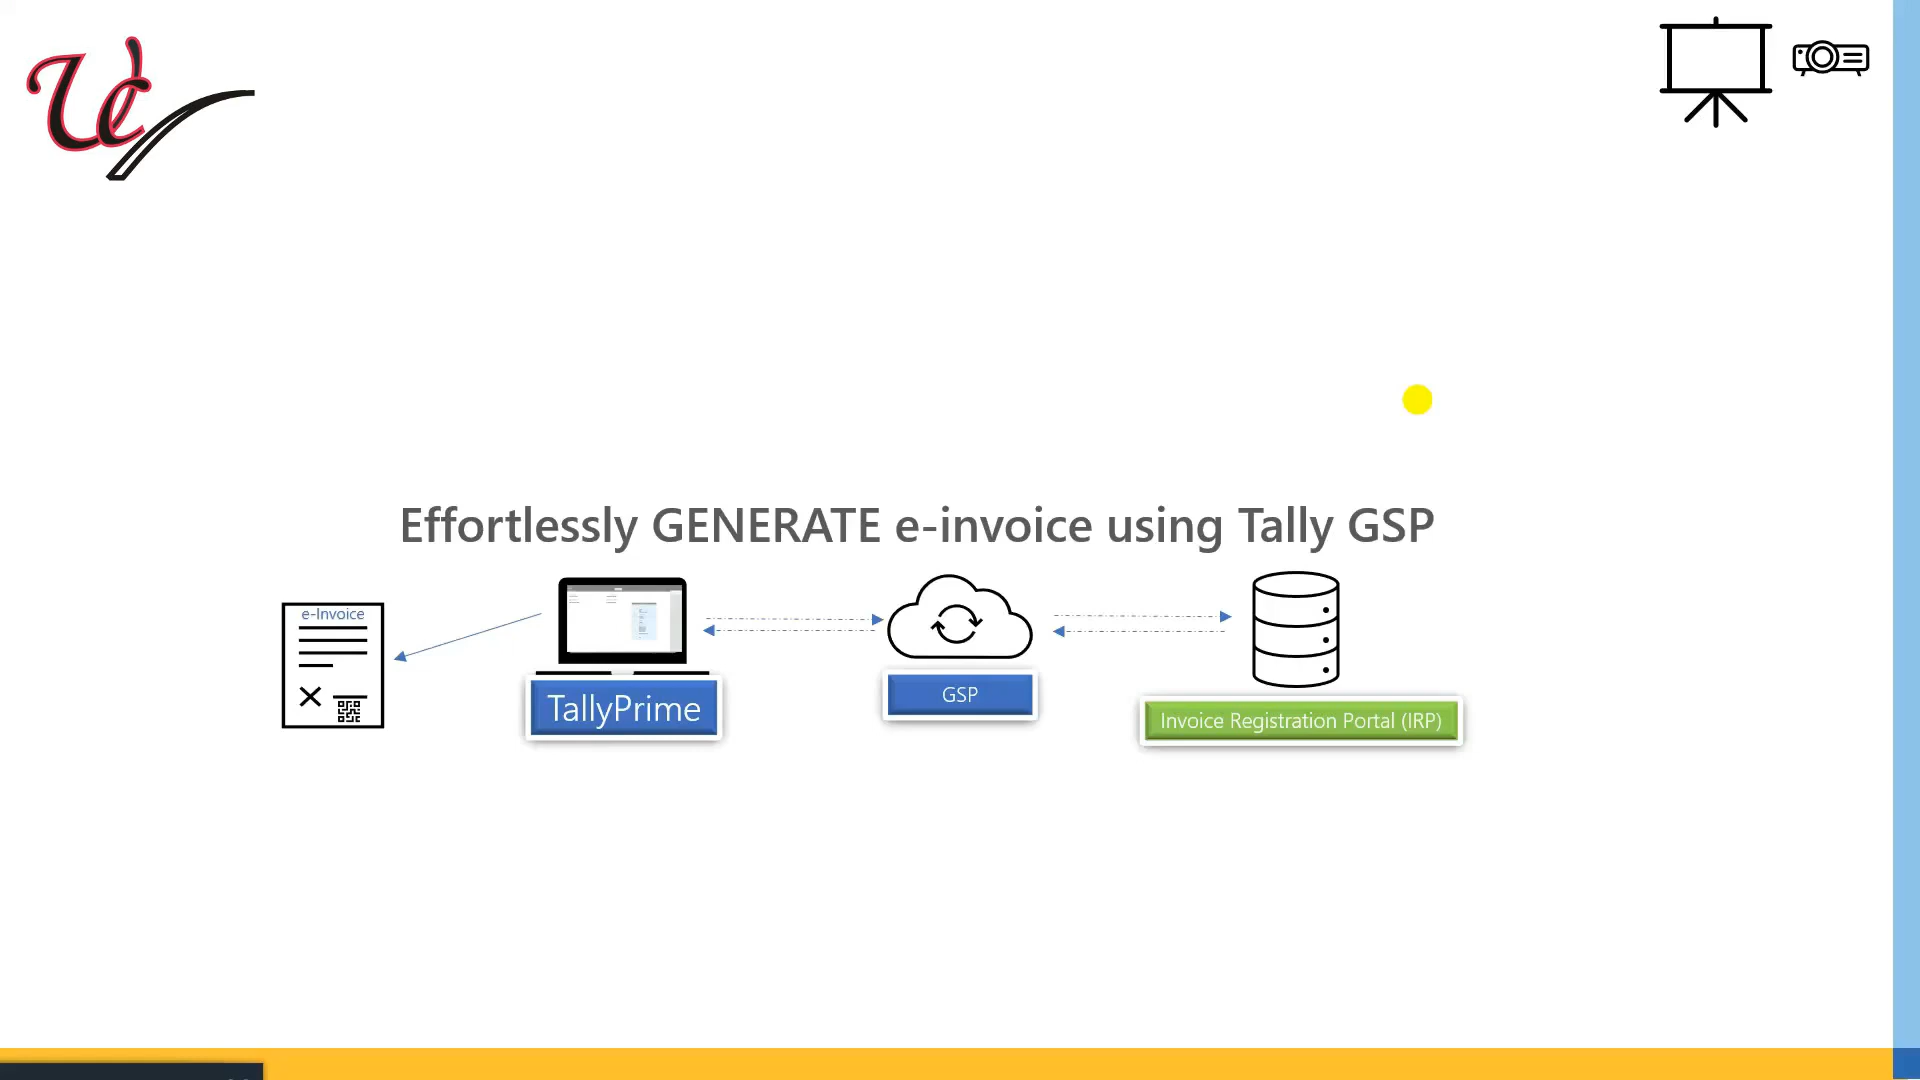 Effortlessly GENERATE e-invoice using Tally GSP
e-Invoice
TallyPrime
GSP
Invoice Registration Portal (IRP)